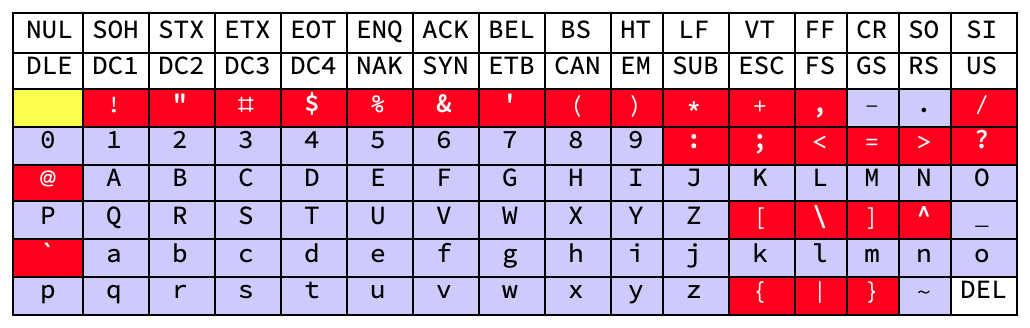 NUL SOH STX ETX EOT ENQ ACK BEL BS HT LF VT FF CR SO SI
DLE DC1 DC2 DC3 DC4 NAK SYN ETB CAN EM SUB ESC FS GS RS US
! " # $ % & ' ( ) * + , - . /
0 1 2 3 4 5 6 7 8 9 : ; < = > ?
@ A B C D E F G H I J K L M N O
P Q R S T U V W X Y Z [ \ ] ^ _
` a b c d e f g h i j k l m n o
p q r s t u v w x y z { | } ~ DEL